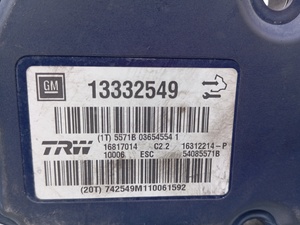 GM
13332549
(1T) 5571B 03654554 1
TRW
16817014 C2.2 16312214-P
10006 ESC 54085571B
(20T) 742549M110061592